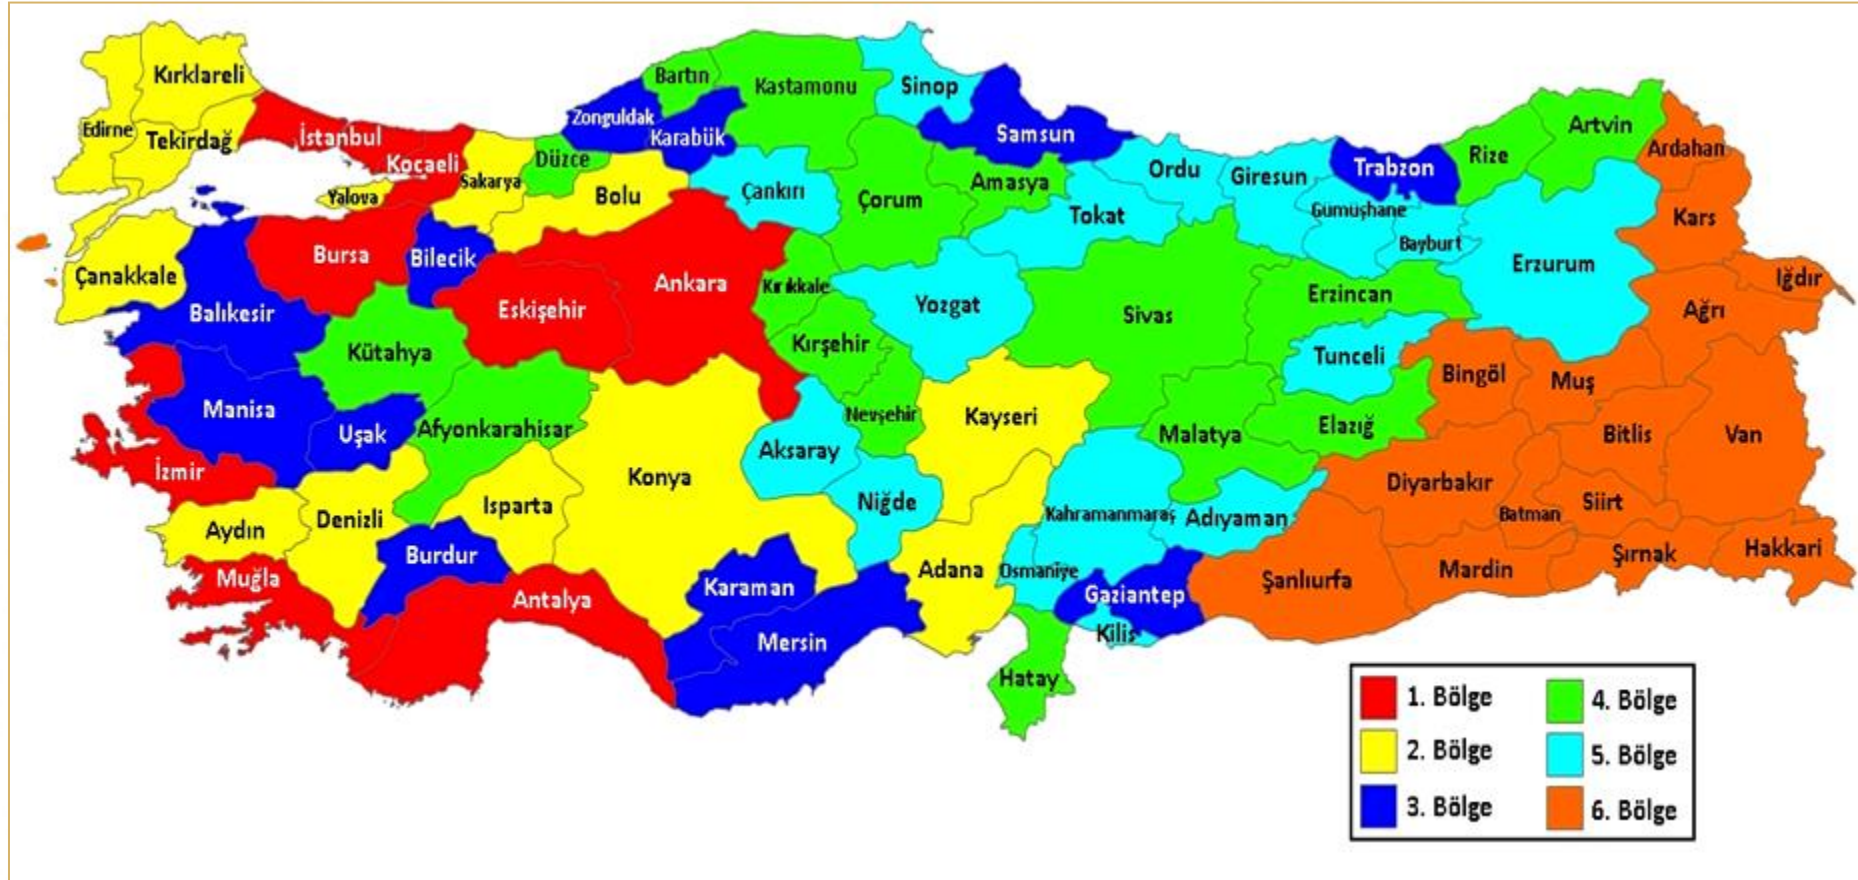 Kırklareli
Edirne
Tekirdağ
İstanbul
Kocaeli
Yalova
Sakarya
Düzce
Bolu
Zonguldak
Bartın
Karabük
Kastamonu
Sinop
Samsun
Çankırı
Çorum
Amasya
Ordu
Giresun
Trabzon
Rize
Artvin
Ardahan
Tokat
Gümüşhane
Bayburt
Kars
Çanakkale
Bursa
Bilecik
Balıkesir
Eskişehir
Ankara
Kırıkkale
Yozgat
Sivas
Erzincan
Erzurum
Iğdır
Ağrı
Kütahya
Kırşehir
Tunceli
Bingöl
Muş
Manisa
Uşak
Afyonkarahisar
Nevşehir
Kayseri
Malatya
Elazığ
Bitlis
Van
İzmir
Konya
Aksaray
Niğde
Diyarbakır
Siirt
Batman
Aydın
Denizli
Isparta
Kahramanmaraş
Adıyaman
Burdur
Muğla
Antalya
Karaman
Mersin
Adana
Osmaniye
Gaziantep
Kilis
Şanlıurfa
Mardin
Şırnak
Hakkari
Hatay
1. Bölge
2. Bölge
3. Bölge
4. Bölge
5. Bölge
6. Bölge